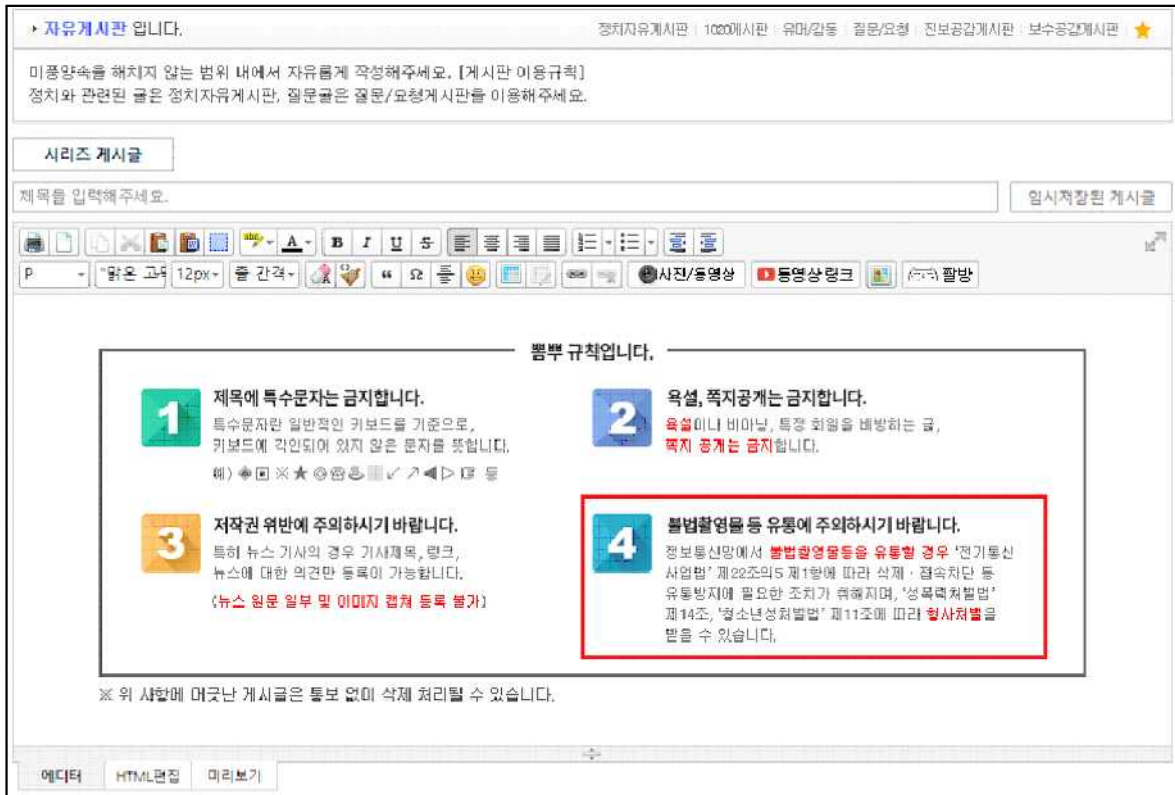 ▸ 자유게시판 입니다.
정치자유게시판 | 1020게시판 | 유머/감동 | 질문/요청 | 진보공감게시판 | 보수공감게시판
미풍양속을 해치지 않는 범위 내에서 자유롭게 작성해주세요. [게시판 이용규칙]
정치와 관련된 글은 정치자유게시판, 질문글은 질문/요청게시판을 이용해주세요.
시리즈 게시글
제목을 입력해주세요.
임시저장된 게시글
abc A B I U S
P "맑은 고딕 12px 줄 간격 “ Ω 사진/동영상 동영상 링크 짤방
뽐뿌 규칙입니다.
1 제목에 특수문자는 금지합니다.
특수문자란 일반적인 키보드를 기준으로,
키보드에 각인되어 있지 않은 문자를 뜻합니다.
예) ◈▣※★◎☏♨▦↙↗◀▷☞ 등
2 욕설, 쪽지공개는 금지합니다.
욕설이나 비아냥, 특정 회원을 비방하는 글,
쪽지 공개는 금지합니다.
3 저작권 위반에 주의하시기 바랍니다.
특히 뉴스 기사의 경우 기사제목, 링크,
뉴스에 대한 의견만 등록이 가능합니다.
(뉴스 원문 일부 및 이미지 캡쳐 등록 불가)
4 불법촬영물 등 유통에 주의하시기 바랍니다.
정보통신망에서 불법촬영물등을 유통할 경우 '전기통신
사업법' 제22조의5 제1항에 따라 삭제 · 접속차단 등
유통방지에 필요한 조치가 취해지며, '성폭력처벌법'
제14조, '청소년성처벌법' 제11조에 따라 형사처벌을
받을 수 있습니다.
※ 위 사항에 어긋난 게시글은 통보 없이 삭제 처리될 수 있습니다.
에디터 HTML편집 미리보기